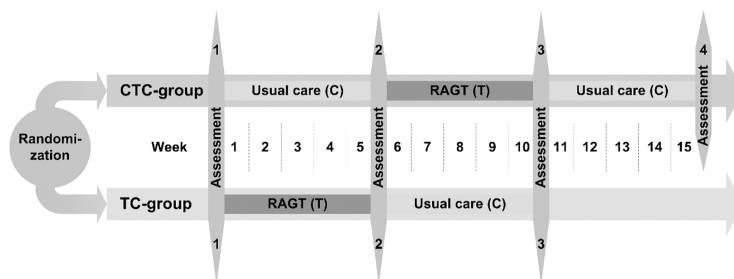 1 2 3 4
CTC-group Usual care (C) RAGT (T) Usual care (C)
Randomi-
zation
Week Assessment 1 2 3 4 5 Assessment 6 7 8 9 10 Assessment 11 12 13 14 15 Assessment
TC-group RAGT (T) Usual care (C)
1 2 3